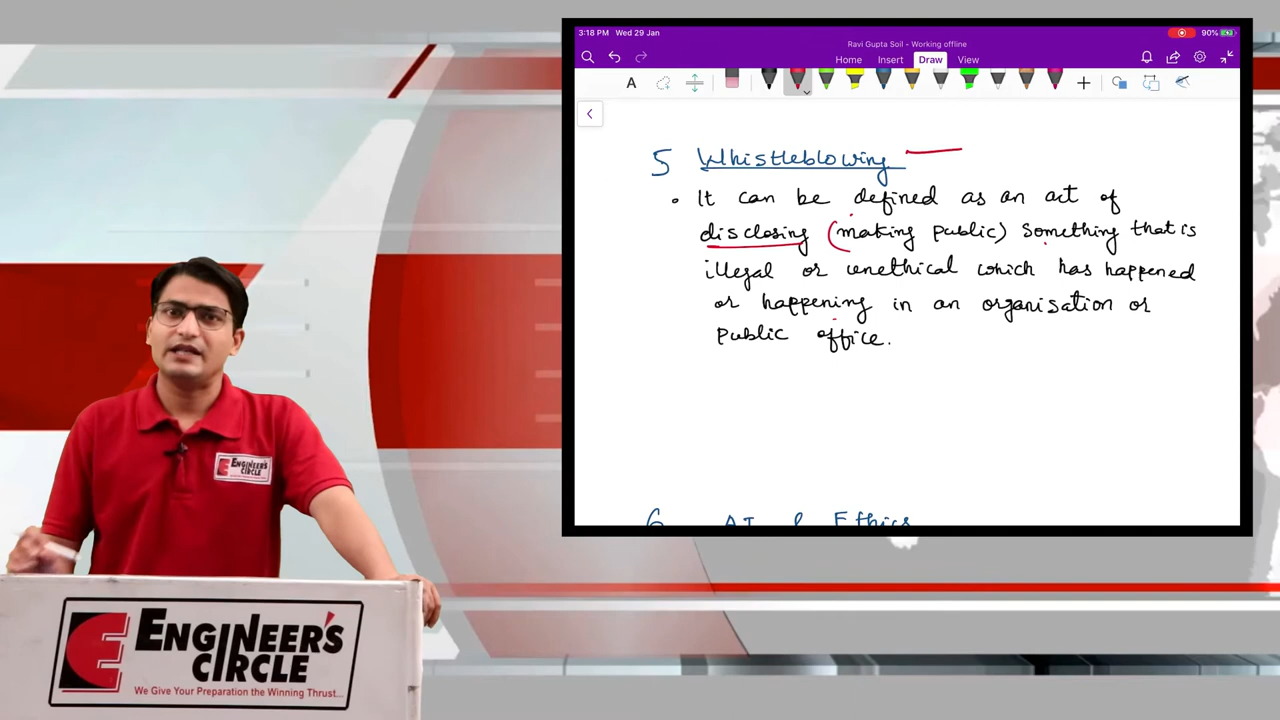 3:18 PM Wed 29 Jan
90%
Ravi Gupta Soil - Working offline
Home Insert Draw View
A
5 Whistleblowing
• It can be defined as an act of
disclosing (making public) something that is
illegal or unethical which has happened
or happening in an organisation or
public office.
6 AI & Ethics
ENGINEER'S
CIRCLE
ENGINEER'S
CIRCLE
We Give Your Preparation the Winning Thrust...